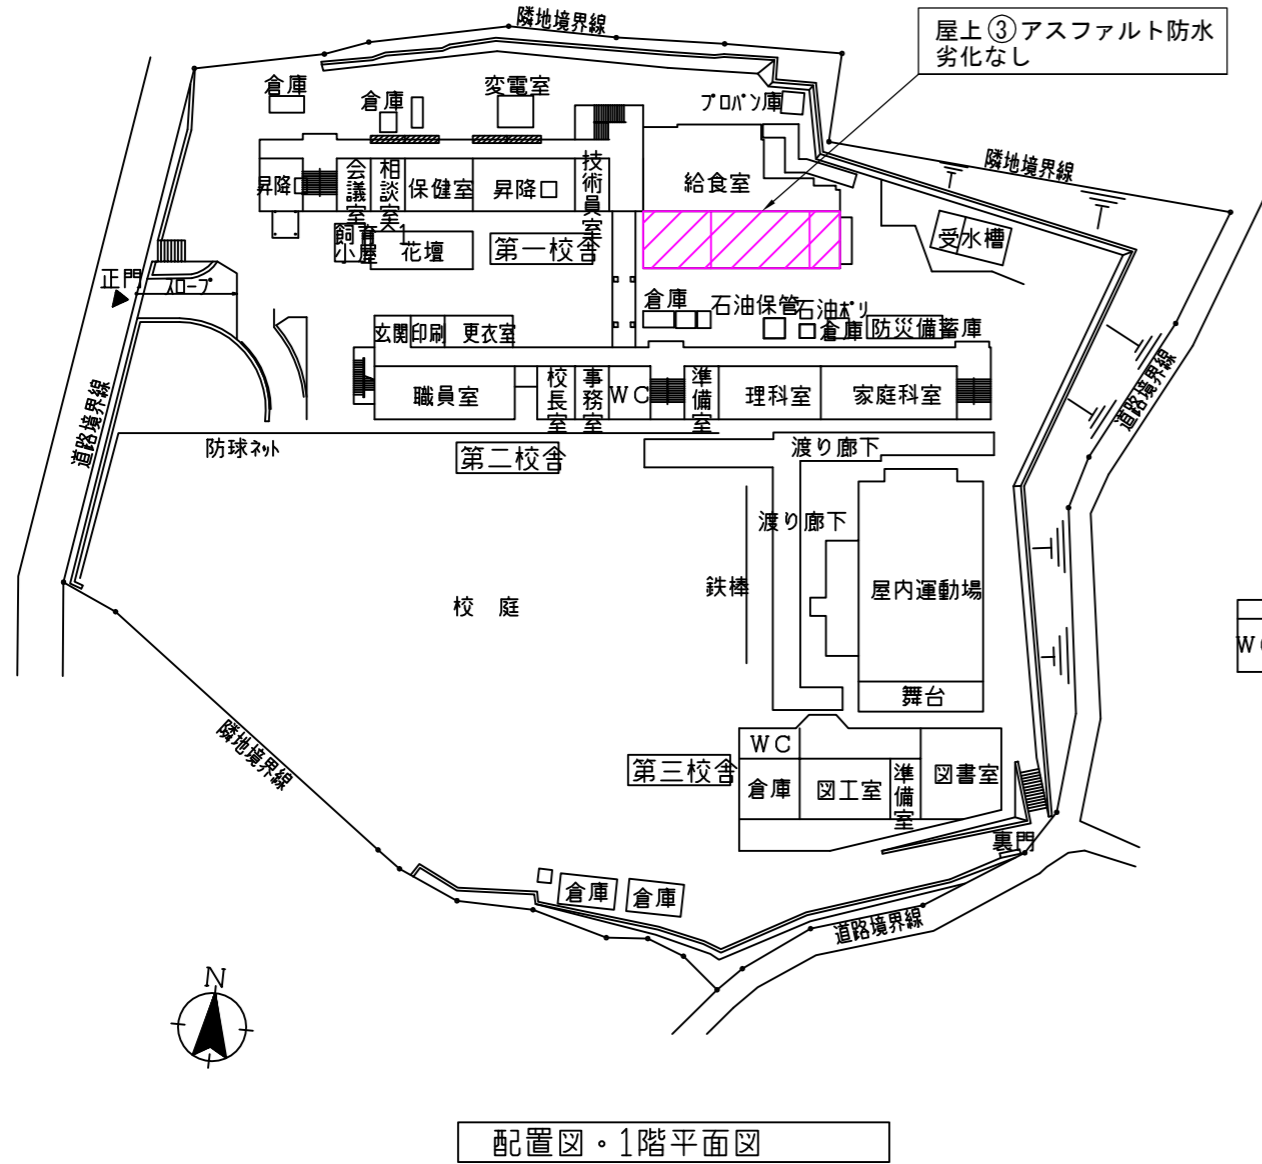 隣地境界線
屋上③アスファルト防水
劣化なし
倉庫
倉庫
変電室
プロパン庫
隣地境界線
昇降口
会議室
相談室
保健室
昇降口
技術員室
給食室
飼育小屋
1
花壇
第一校舎
受水槽
正門
スロープ
倉庫
石油保管
石油ポリ
倉庫
防災備蓄庫
玄関
印刷
更衣室
職員室
校長室
事務室
WC
準備室
理科室
家庭科室
道路境界線
道路境界線
防球ネット
第二校舎
渡り廊下
渡り廊下
校 庭
鉄棒
屋内運動場
舞台
隣地境界線
WC
第三校舎
倉庫
図工室
準備室
図書室
裏門
倉庫
倉庫
道路境界線
N
配置図・1階平面図